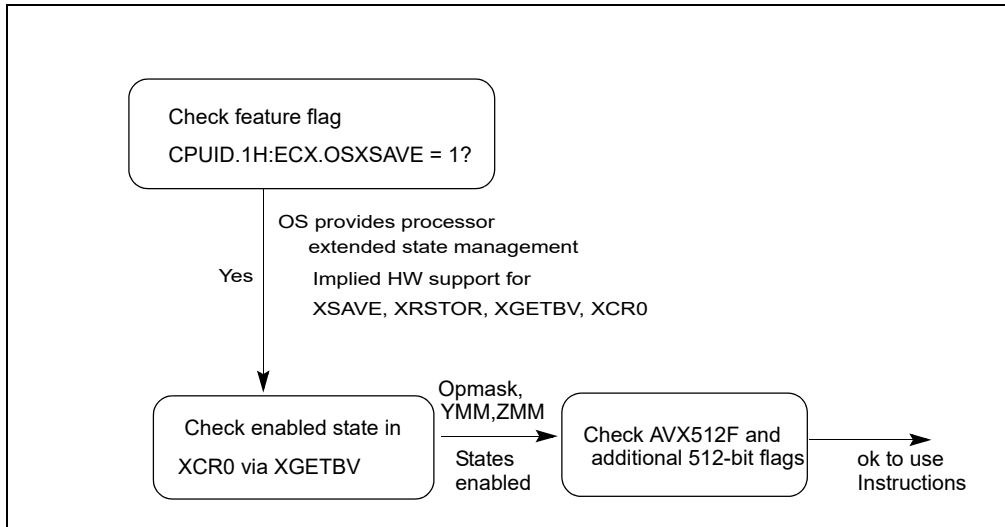 Check feature flag
CPUID.1H:ECX.OSXSAVE = 1?
OS provides processor
extended state management
Yes
Implied HW support for
XSAVE, XRSTOR, XGETBV, XCR0
Check enabled state in
XCR0 via XGETBV
Opmask,
YMM,ZMM
States
enabled
Check AVX512F and
additional 512-bit flags
ok to use
Instructions